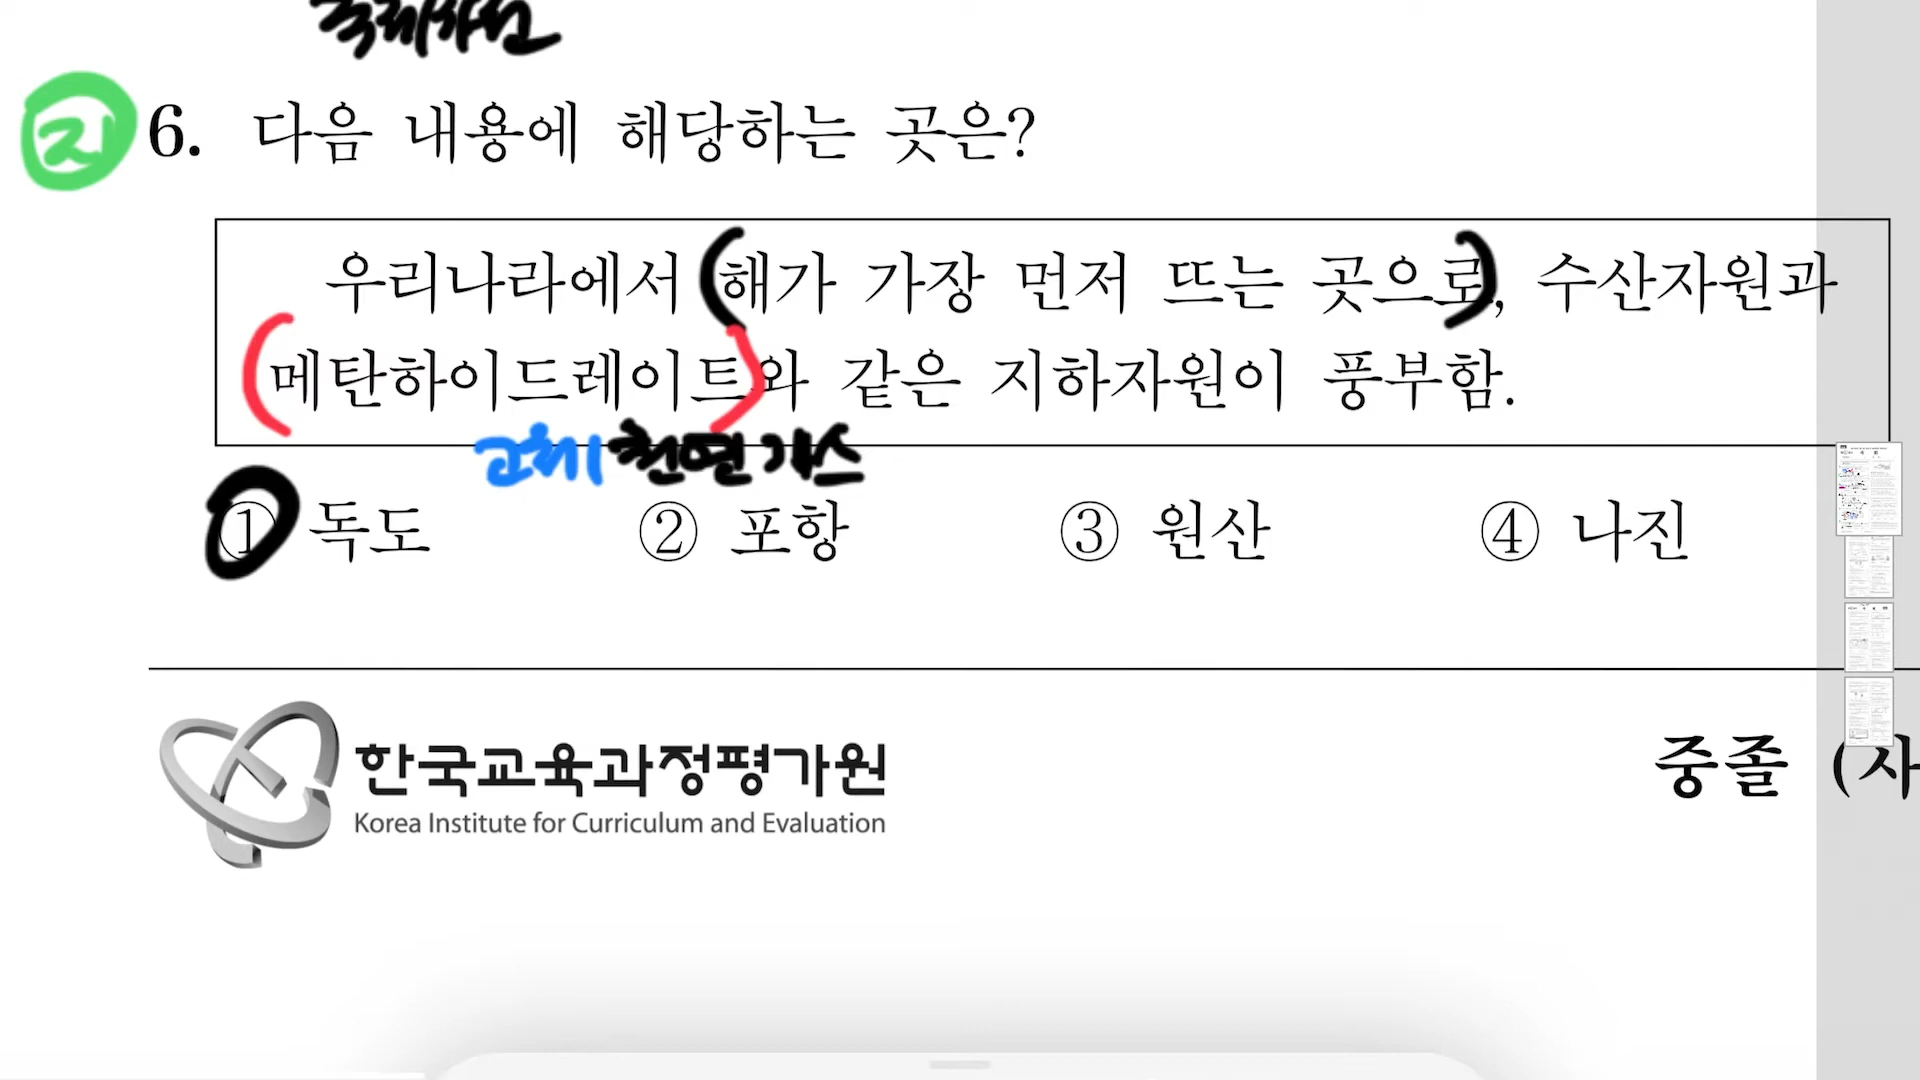 지 6. 다음 내용에 해당하는 곳은?
우리나라에서 (해가 가장 먼저 뜨는 곳으로), 수산자원과
(메탄하이드레이트)와 같은 지하자원이 풍부함.
고체 천연가스
① 독도 ② 포항 ③ 원산 ④ 나진
한국교육과정평가원
Korea Institute for Curriculum and Evaluation
중졸 (사